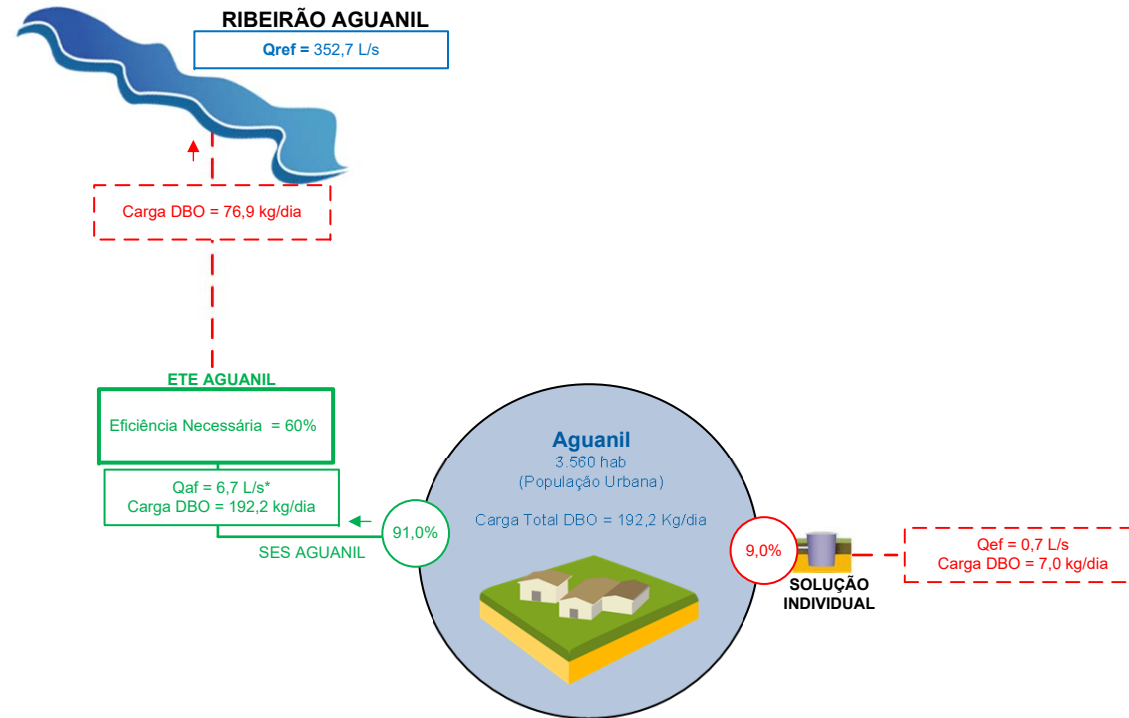 RIBEIRÃO AGUANIL
Qref = 352,7 L/s
Carga DBO = 76,9 kg/dia
ETE AGUANIL
Eficiência Necessária = 60%
Qaf = 6,7 L/s*
Carga DBO = 192,2 kg/dia
SES AGUANIL
91,0%
Aguanil
3.560 hab
(População Urbana)
Carga Total DBO = 192,2 Kg/dia
9,0%
SOLUÇÃO
INDIVIDUAL
Qef = 0,7 L/s
Carga DBO = 7,0 kg/dia